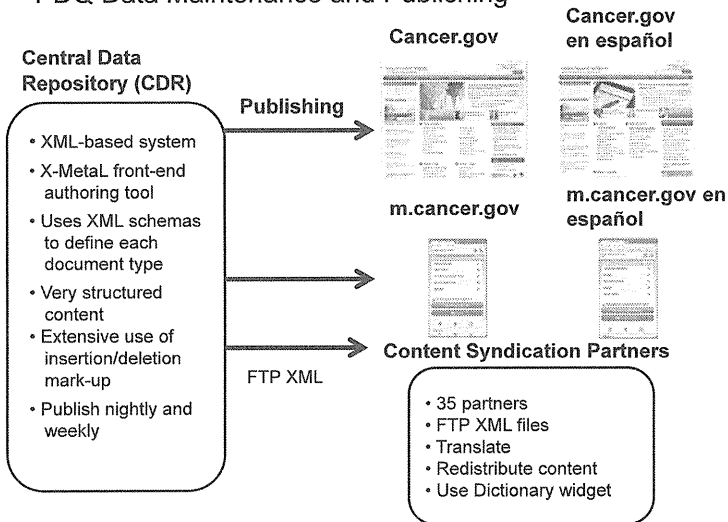 PDQ Data Maintenance and Publishing
Central Data
Repository (CDR)
• XML-based system
• X-MetaL front-end
authoring tool
• Uses XML schemas
to define each
document type
• Very structured
content
• Extensive use of
insertion/deletion
mark-up
• Publish nightly and
weekly
Publishing
FTP XML
Cancer.gov
Cancer.gov
en español
m.cancer.gov
m.cancer.gov en
español
Content Syndication Partners
• 35 partners
• FTP XML files
• Translate
• Redistribute content
• Use Dictionary widget